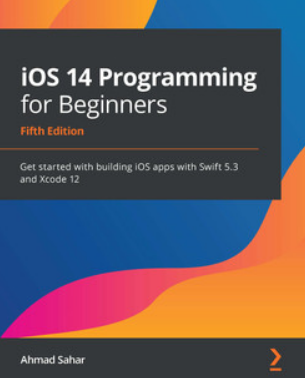 iOS 14 Programming
for Beginners
Fifth Edition
Get started with building iOS apps with Swift 5.3
and Xcode 12
Ahmad Sahar